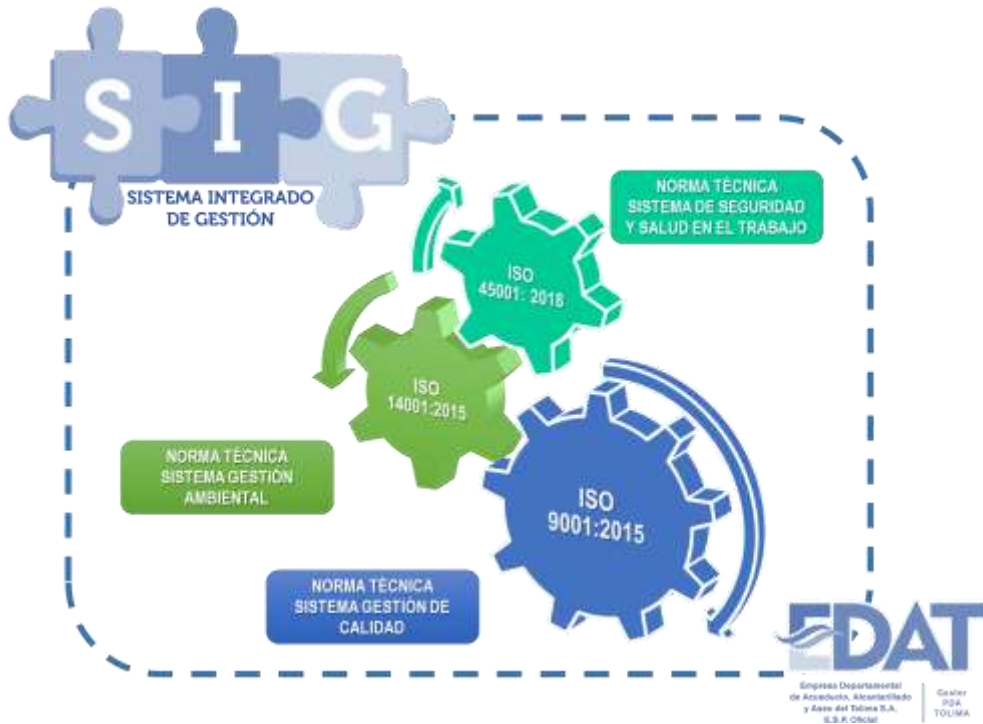 SIG
SISTEMA INTEGRADO
DE GESTIÓN
NORMA TÉCNICA
SISTEMA DE SEGURIDAD
Y SALUD EN EL TRABAJO
ISO
45001: 2018
ISO
14001:2015
NORMA TÉCNICA
SISTEMA GESTIÓN
AMBIENTAL
ISO
9001:2015
NORMA TÉCNICA
SISTEMA GESTIÓN DE
CALIDAD
EDAT
Empresa Departamental
de Acueducto, Alcantarillado
y Aseo del Tolima S.A.
E.S.P. Oficial
Gestor
PDA
TOLIMA